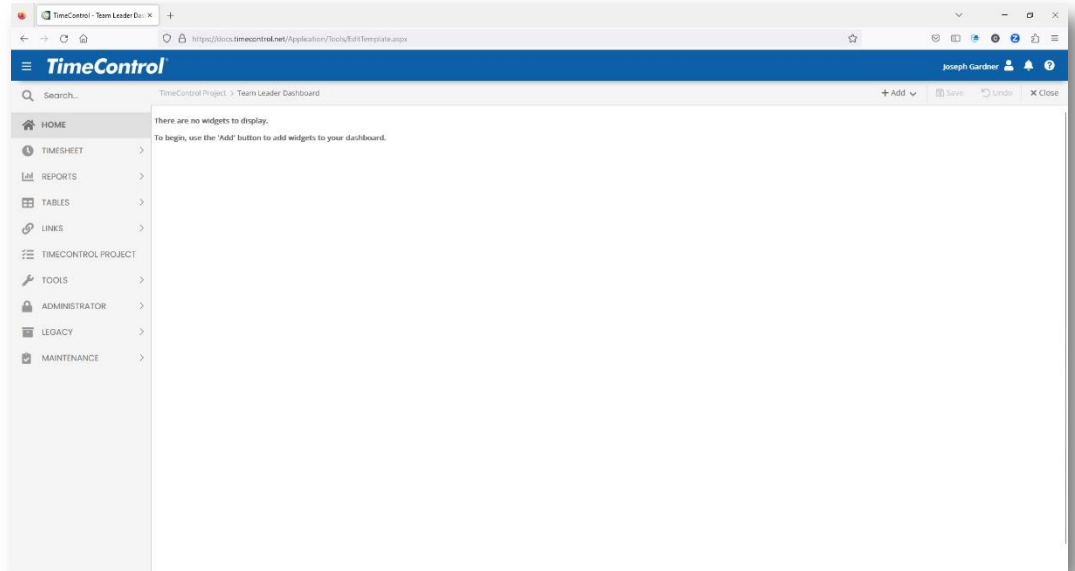 TimeControl - Team Leader Das
https://docs.timecontrol.net/Application/Tools/EditTemplate.aspx
TimeControl
Joseph Gardner
Search...
TimeControl Project > Team Leader Dashboard
+ Add
Save
Undo
X Close
HOME
There are no widgets to display.
To begin, use the 'Add' button to add widgets to your dashboard.
TIMESHEET
REPORTS
TABLES
LINKS
TIMECONTROL PROJECT
TOOLS
ADMINISTRATOR
LEGACY
MAINTENANCE